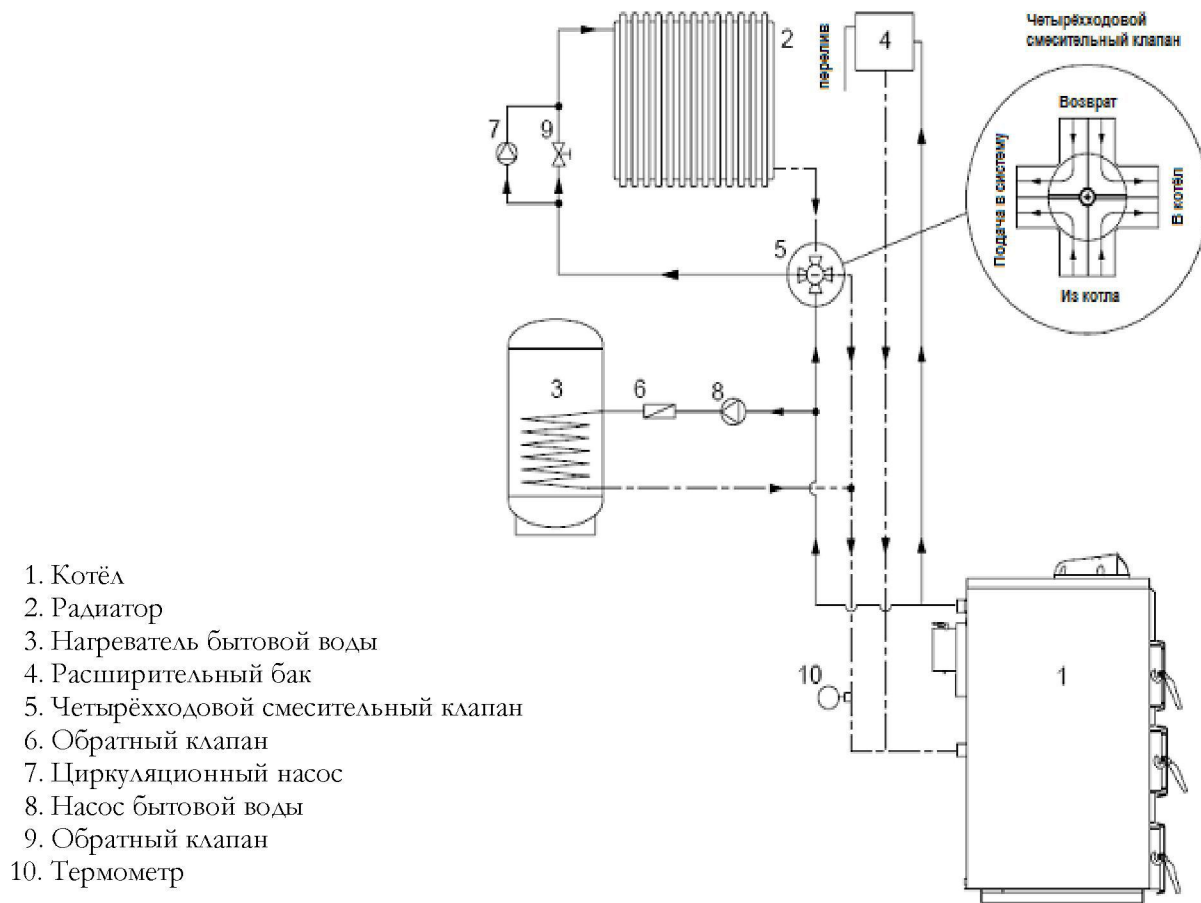 Четырёхходовой
смесительный клапан
Возврат
Подача в систему
В котёл
Из котла
перелив
2
4
7
9
5
3
6
8
10
1
1. Котёл
2. Радиатор
3. Нагреватель бытовой воды
4. Расширительный бак
5. Четырёхходовой смесительный клапан
6. Обратный клапан
7. Циркуляционный насос
8. Насос бытовой воды
9. Обратный клапан
10. Термометр